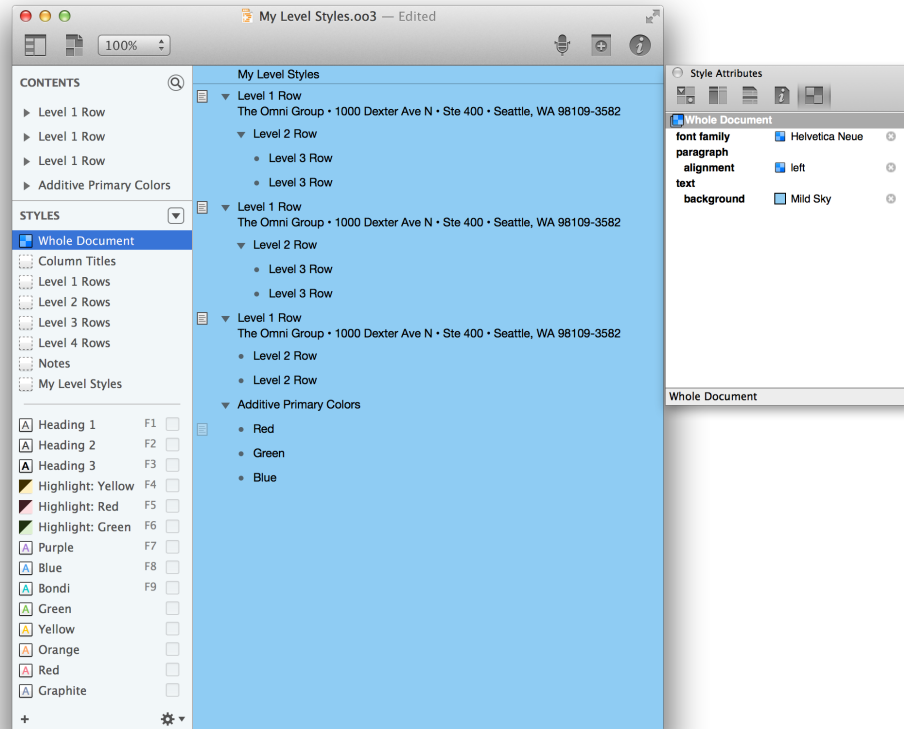 My Level Styles.oo3 — Edited
100%
CONTENTS
Level 1 Row
Level 1 Row
Level 1 Row
Additive Primary Colors
STYLES
Whole Document
Column Titles
Level 1 Rows
Level 2 Rows
Level 3 Rows
Level 4 Rows
Notes
My Level Styles
A Heading 1 F1
A Heading 2 F2
A Heading 3 F3
Highlight: Yellow F4
Highlight: Red F5
Highlight: Green F6
A Purple F7
A Blue F8
A Bondi F9
A Green
A Yellow
A Orange
A Red
A Graphite
My Level Styles
Level 1 Row
The Omni Group • 1000 Dexter Ave N • Ste 400 • Seattle, WA 98109-3582
Level 2 Row
• Level 3 Row
• Level 3 Row
Level 1 Row
The Omni Group • 1000 Dexter Ave N • Ste 400 • Seattle, WA 98109-3582
Level 2 Row
• Level 3 Row
• Level 3 Row
Level 1 Row
The Omni Group • 1000 Dexter Ave N • Ste 400 • Seattle, WA 98109-3582
• Level 2 Row
• Level 2 Row
Additive Primary Colors
• Red
• Green
• Blue
Style Attributes
Whole Document
font family Helvetica Neue
paragraph
alignment left
text
background Mild Sky
Whole Document